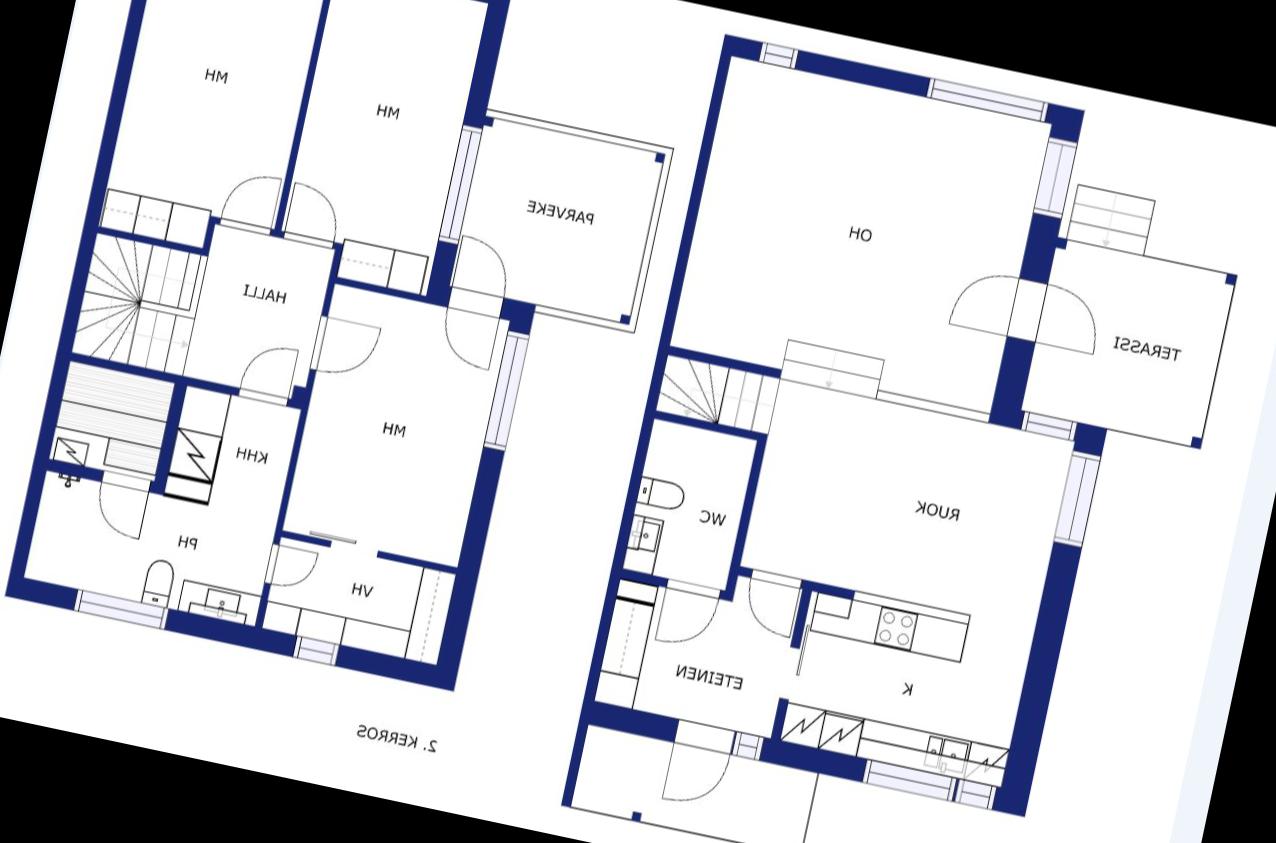 MH
MH
PARVEKE
HALLI
MH
KHH
PH
VH
2. KERROS
OH
TERASSI
RUOK
WC
ETEINEN
K